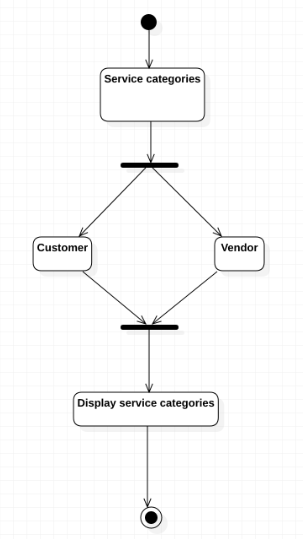 Service categories
Customer
Vendor
Display service categories